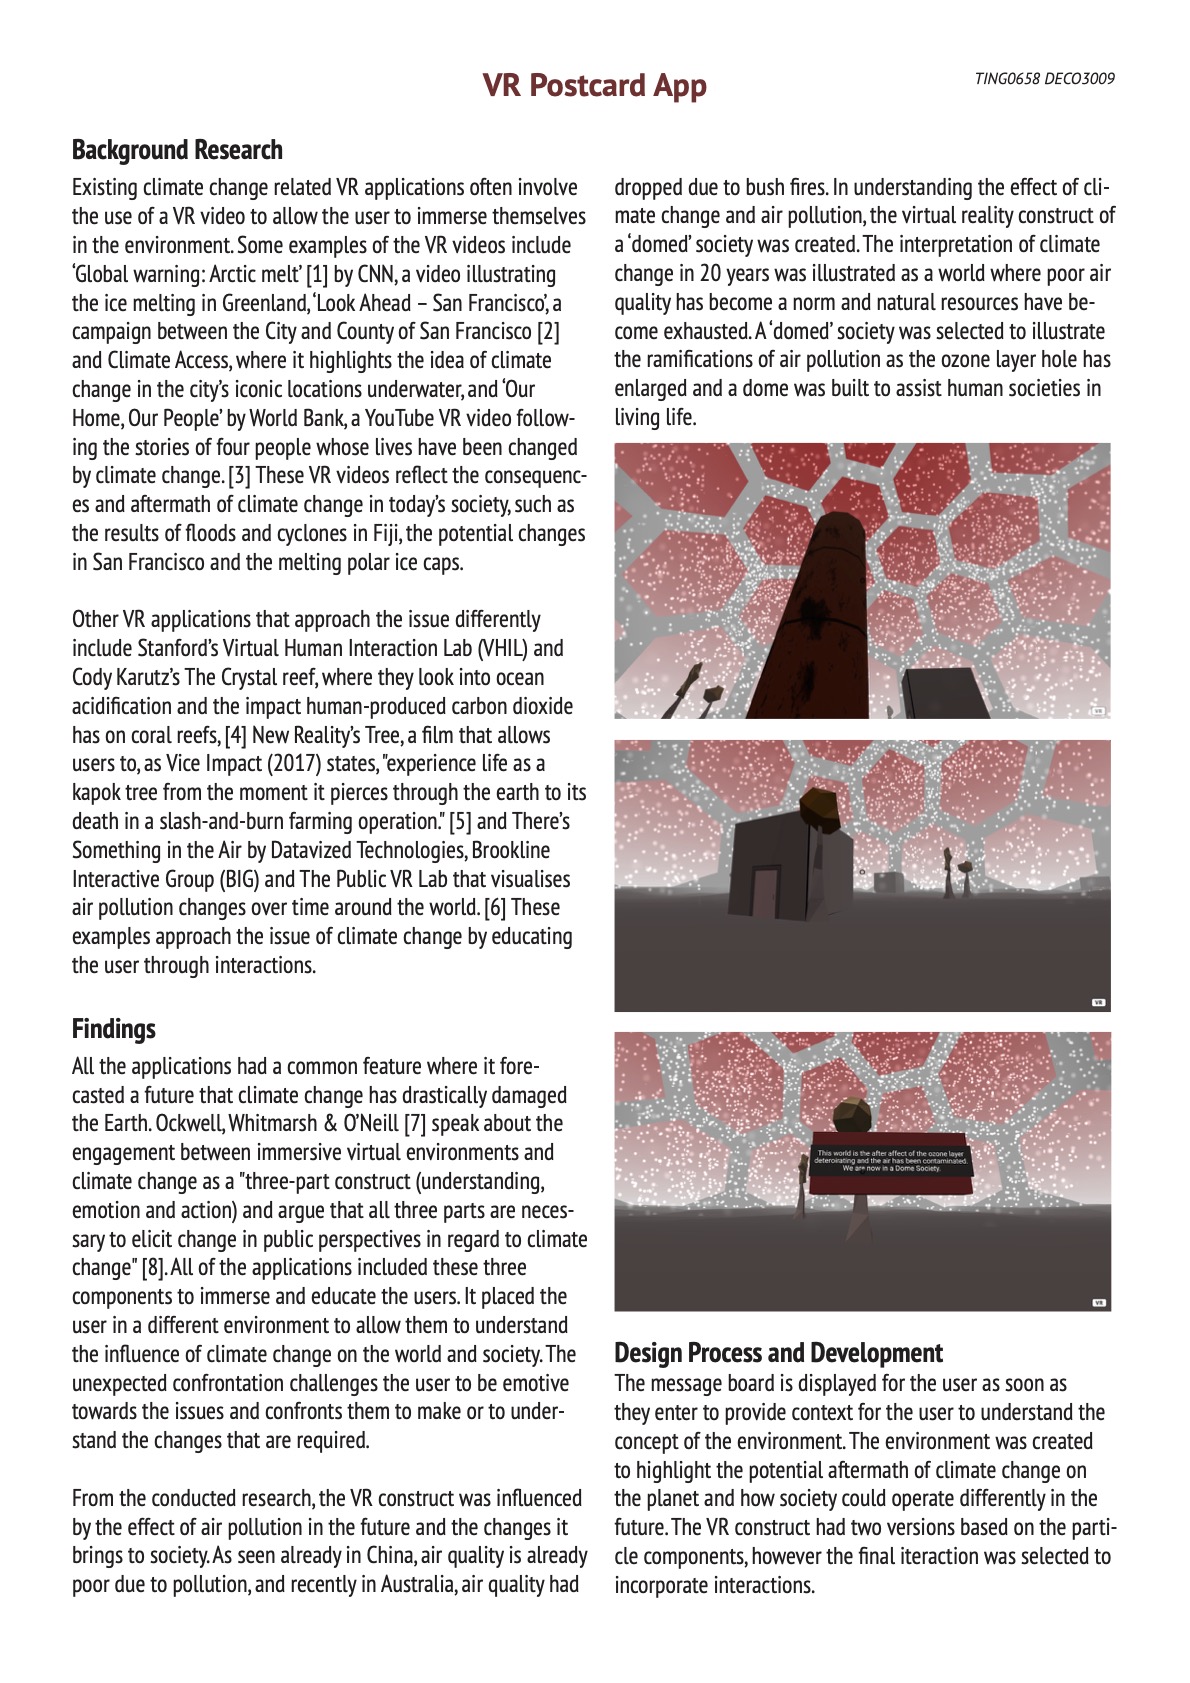 VR Postcard App
TING0658 DECO3009
Background Research
Existing climate change related VR applications often involve
the use of a VR video to allow the user to immerse themselves
in the environment. Some examples of the VR videos include
‘Global warning: Arctic melt’ [1] by CNN, a video illustrating
the ice melting in Greenland, ‘Look Ahead – San Francisco’, a
campaign between the City and County of San Francisco [2]
and Climate Access, where it highlights the idea of climate
change in the city’s iconic locations underwater, and ‘Our
Home, Our People’ by World Bank, a YouTube VR video follow-
ing the stories of four people whose lives have been changed
by climate change. [3] These VR videos reflect the consequenc-
es and aftermath of climate change in today’s society, such as
the results of floods and cyclones in Fiji, the potential changes
in San Francisco and the melting polar ice caps.
Other VR applications that approach the issue differently
include Stanford’s Virtual Human Interaction Lab (VHIL) and
Cody Karutz’s The Crystal reef, where they look into ocean
acidification and the impact human-produced carbon dioxide
has on coral reefs, [4] New Reality’s Tree, a film that allows
users to, as Vice Impact (2017) states, "experience life as a
kapok tree from the moment it pierces through the earth to its
death in a slash-and-burn farming operation." [5] and There’s
Something in the Air by Datavized Technologies, Brookline
Interactive Group (BIG) and The Public VR Lab that visualises
air pollution changes over time around the world. [6] These
examples approach the issue of climate change by educating
the user through interactions.
Findings
All the applications had a common feature where it fore-
casted a future that climate change has drastically damaged
the Earth. Ockwell, Whitmarsh & O’Neill [7] speak about the
engagement between immersive virtual environments and
climate change as a "three-part construct (understanding,
emotion and action) and argue that all three parts are neces-
sary to elicit change in public perspectives in regard to climate
change" [8]. All of the applications included these three
components to immerse and educate the users. It placed the
user in a different environment to allow them to understand
the influence of climate change on the world and society. The
unexpected confrontation challenges the user to be emotive
towards the issues and confronts them to make or to under-
stand the changes that are required.
From the conducted research, the VR construct was influenced
by the effect of air pollution in the future and the changes it
brings to society. As seen already in China, air quality is already
poor due to pollution, and recently in Australia, air quality had
dropped due to bush fires. In understanding the effect of cli-
mate change and air pollution, the virtual reality construct of
a ‘domed’ society was created. The interpretation of climate
change in 20 years was illustrated as a world where poor air
quality has become a norm and natural resources have be-
come exhausted. A ‘domed’ society was selected to illustrate
the ramifications of air pollution as the ozone layer hole has
enlarged and a dome was built to assist human societies in
living life.
VR
VR
This world is the after affect of the ozone layer
deteroirating and the air has been contaminated.
We are now in a Dome Society.
VR
Design Process and Development
The message board is displayed for the user as soon as
they enter to provide context for the user to understand the
concept of the environment. The environment was created
to highlight the potential aftermath of climate change on
the planet and how society could operate differently in the
future. The VR construct had two versions based on the parti-
cle components, however the final iteraction was selected to
incorporate interactions.